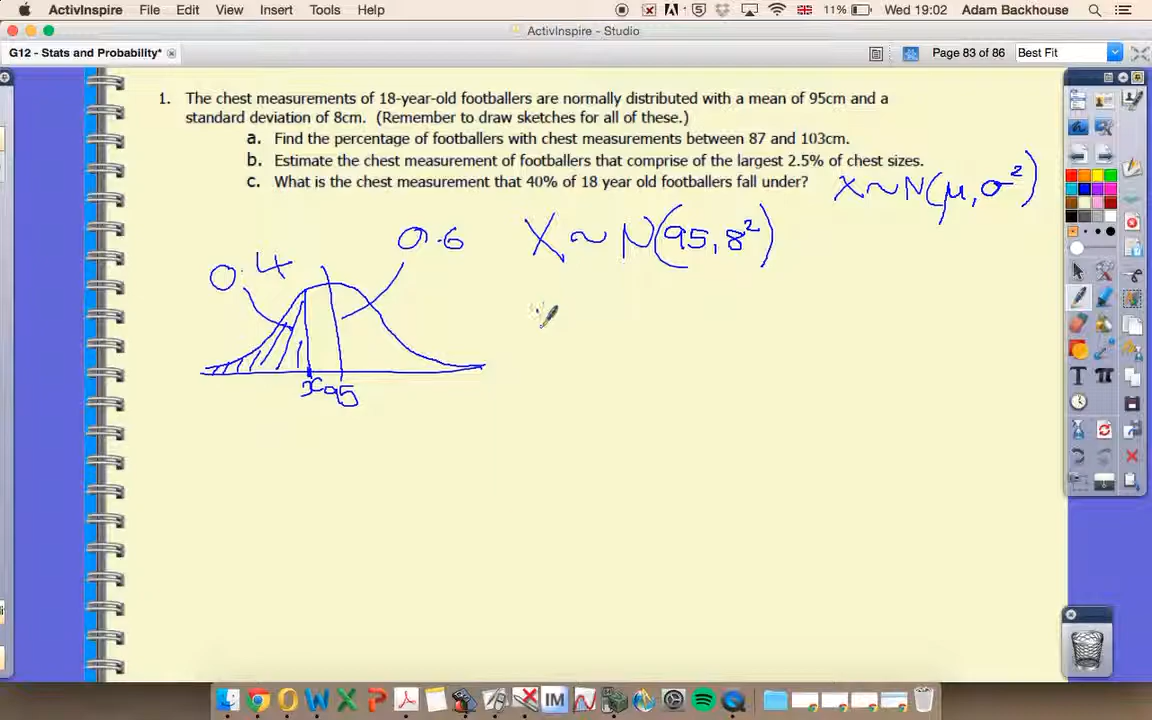 ActivInspire File Edit View Insert Tools Help 11% Wed 19:02 Adam Backhouse
ActivInspire - Studio
G12 - Stats and Probability* Page 83 of 86 Best Fit
1. The chest measurements of 18-year-old footballers are normally distributed with a mean of 95cm and a
standard deviation of 8cm. (Remember to draw sketches for all of these.)
a. Find the percentage of footballers with chest measurements between 87 and 103cm.
b. Estimate the chest measurement of footballers that comprise of the largest 2.5% of chest sizes.
c. What is the chest measurement that 40% of 18 year old footballers fall under?
X ~ N(μ, σ²)
X ~ N(95, 8²)
0.6
0.4
x 95
IM